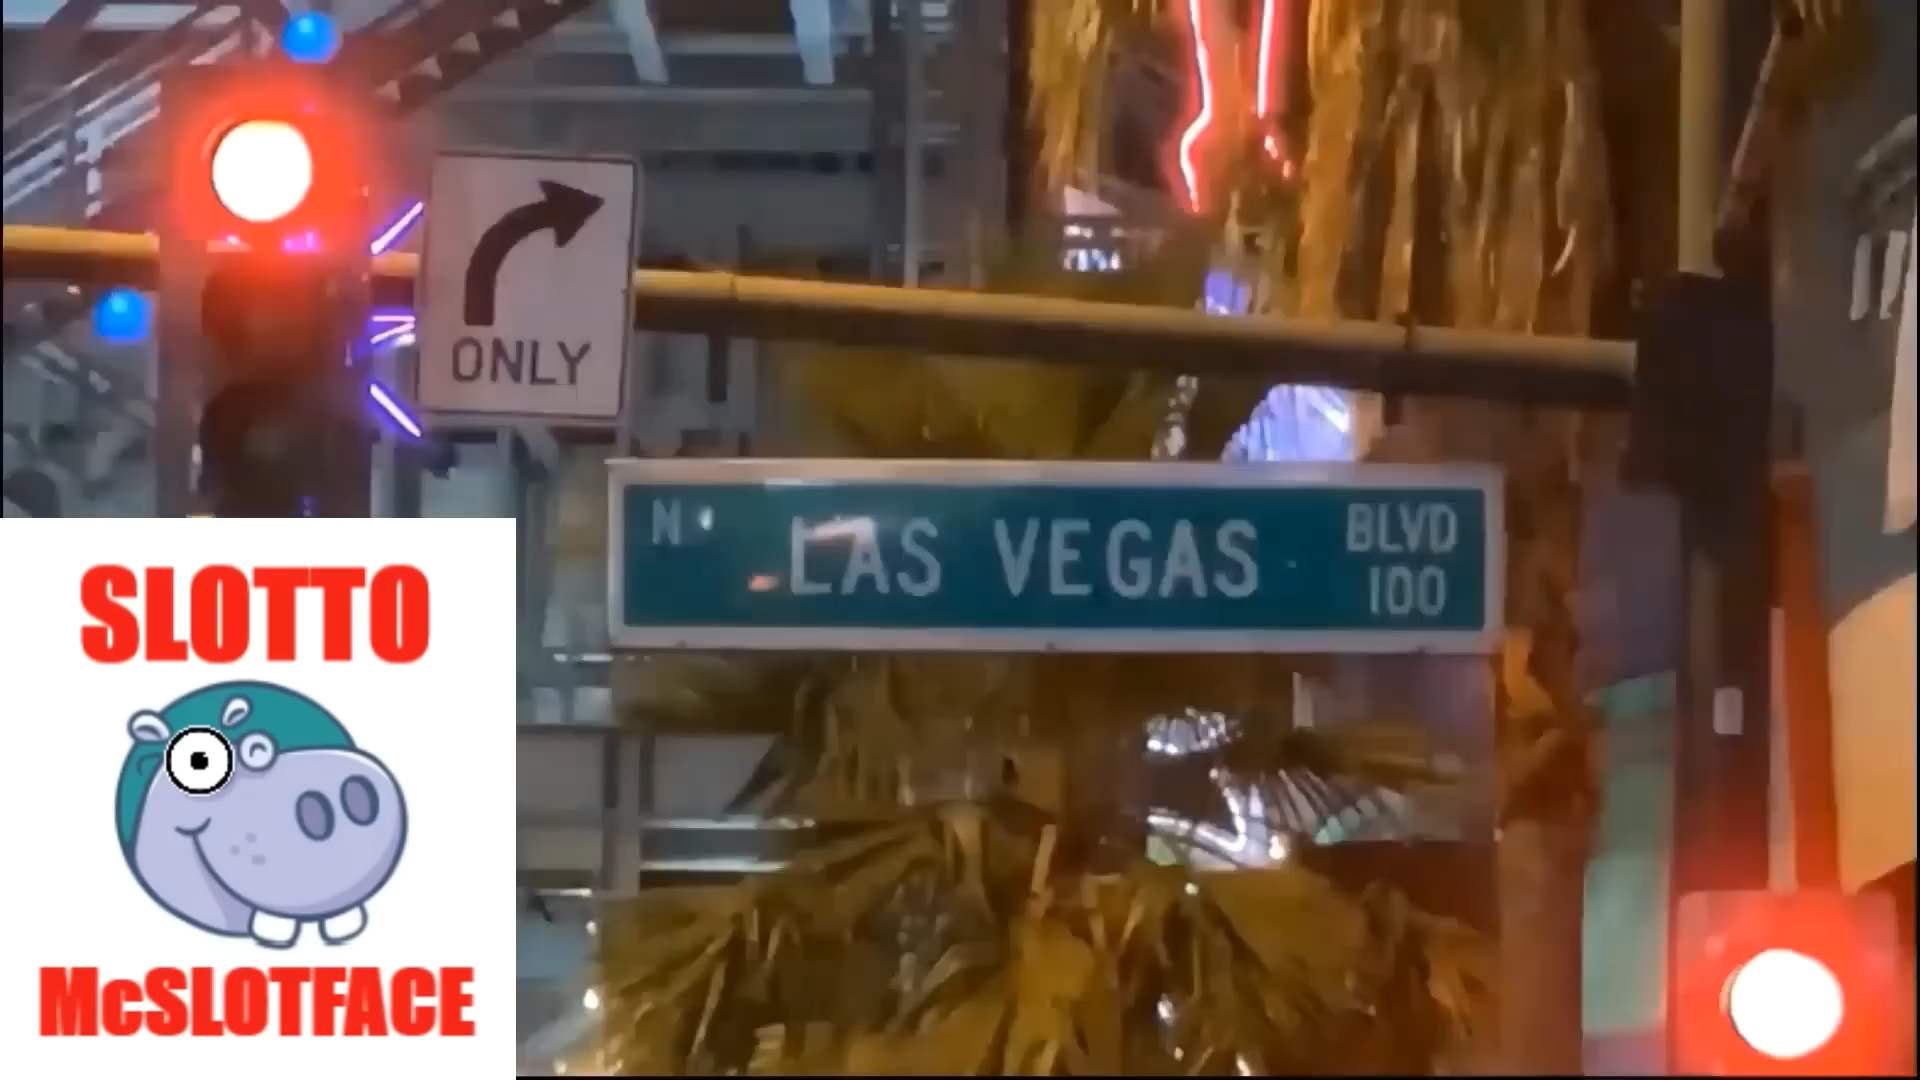 ONLY
N LAS VEGAS BLVD
100
SLOTTO
McSLOTFACE